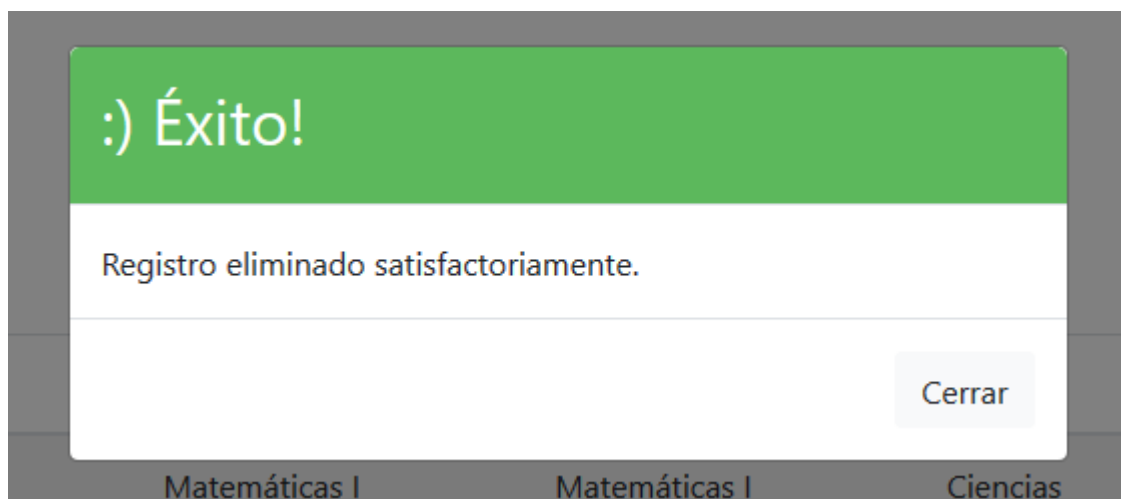 :) Éxito!
Registro eliminado satisfactoriamente.
Cerrar
Matemáticas I Matemáticas I Ciencias